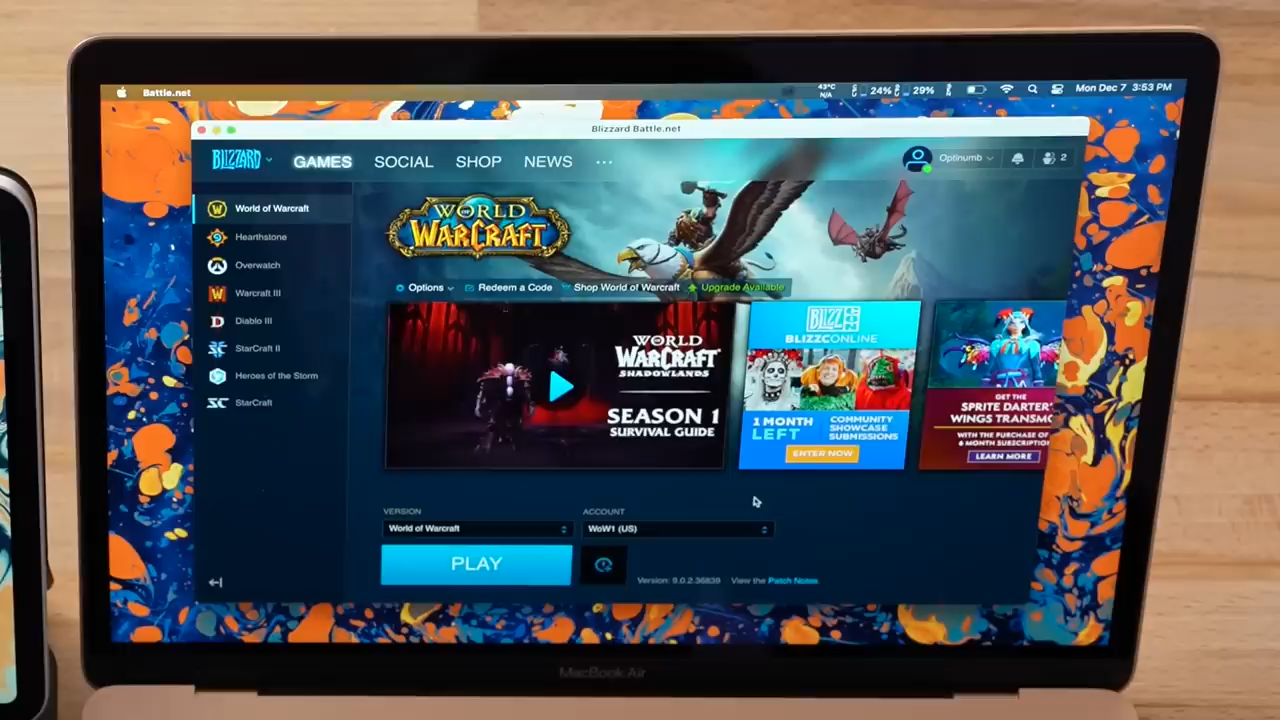 Battle.net
43°C
N/A
24%
29%
Mon Dec 7 3:53 PM
Blizzard Battle.net
BLIZZARD
GAMES SOCIAL SHOP NEWS ...
Optinumb
2
World of Warcraft
Hearthstone
Overwatch
Warcraft III
Diablo III
StarCraft II
Heroes of the Storm
StarCraft
WORLD
WARCRAFT
Options
Redeem a Code
Shop World of Warcraft
Upgrade Available
WORLD
WARCRAFT
SHADOWLANDS
SEASON 1
SURVIVAL GUIDE
BLIZZ
BLIZZCONLINE
1 MONTH
LEFT
COMMUNITY
SHOWCASE
SUBMISSIONS
ENTER NOW
GET THE
SPRITE DARTER'
WINGS TRANSMO
WITH THE PURCHASE OF
6 MONTH SUBSCRIPTION
LEARN MORE
VERSION
World of Warcraft
ACCOUNT
WoW1 (US)
PLAY
Version: 9.0.2.36839
View the Patch Notes
MacBook Air